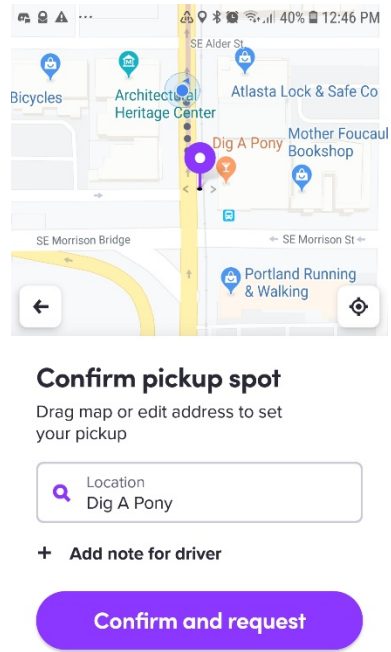 40% 12:46 PM
SE Alder St
Bicycles
Architectural
Heritage Center
Atlasta Lock & Safe Co
Dig A Pony
Mother Foucaul
Bookshop
SE Morrison Bridge
← SE Morrison St ←
Portland Running
& Walking
Confirm pickup spot
Drag map or edit address to set
your pickup
Location
Dig A Pony
+ Add note for driver
Confirm and request